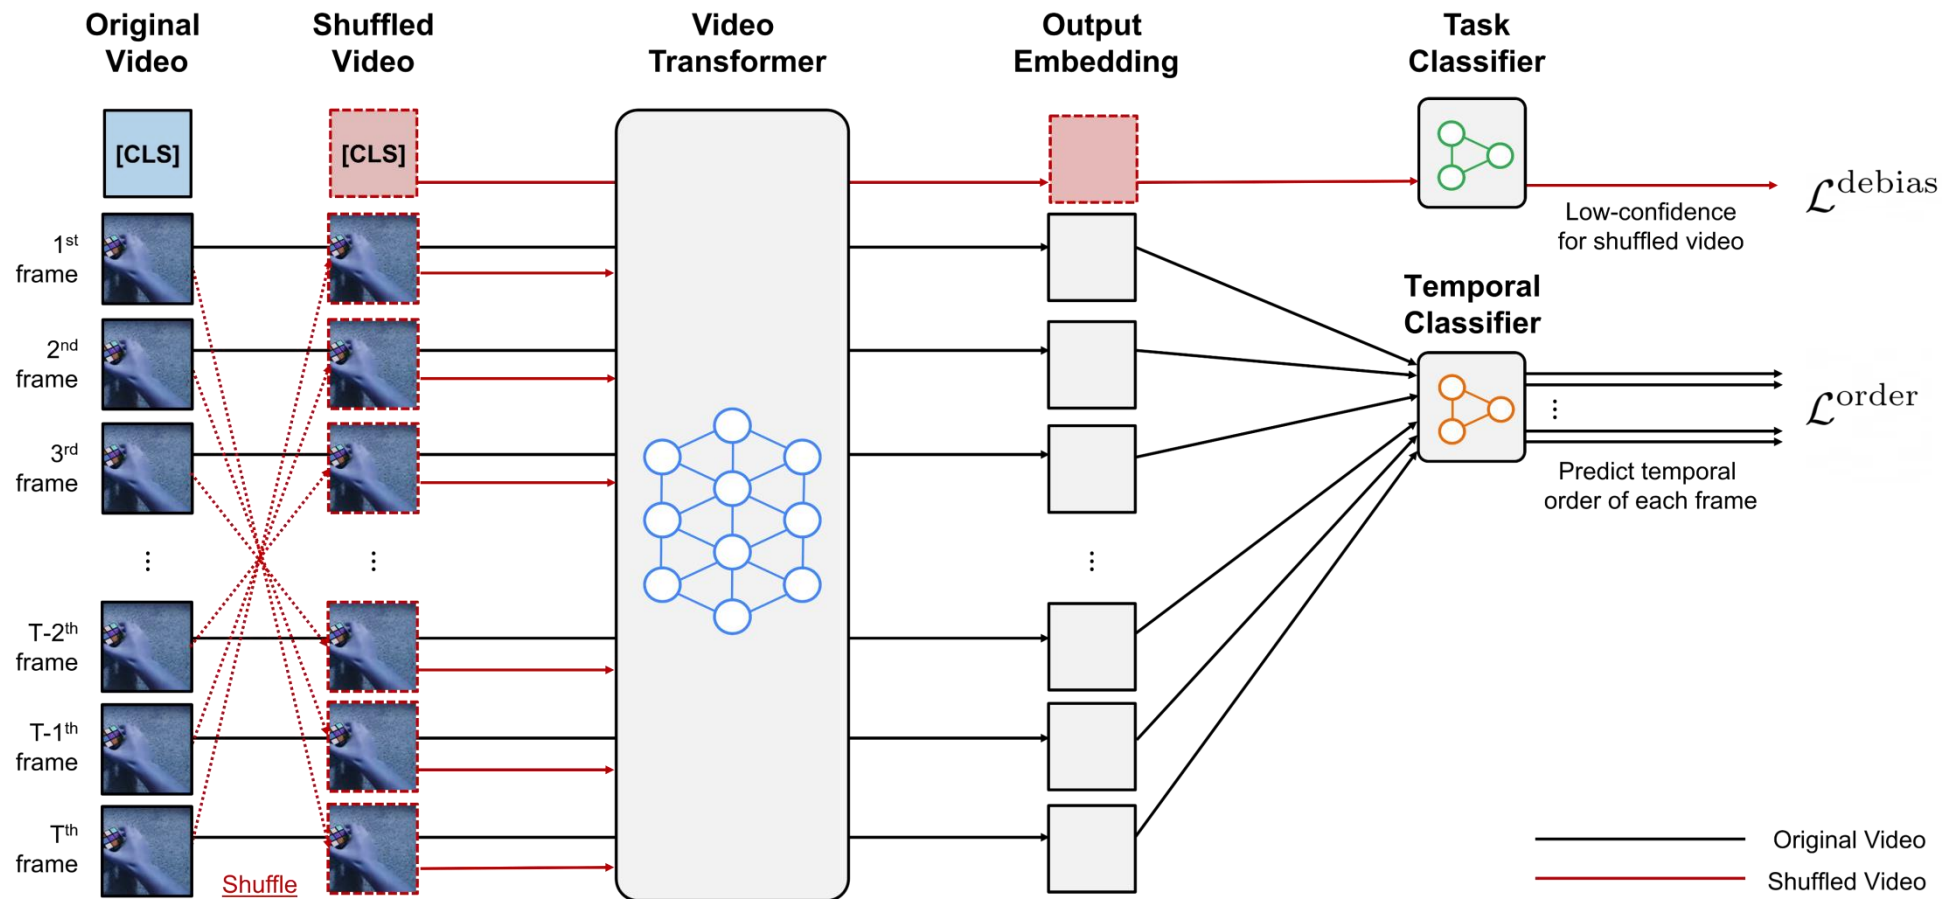 Original
Video
Shuffled
Video
Video
Transformer
Output
Embedding
Task
Classifier
[CLS]
[CLS]
Low-confidence
for shuffled video
ℒ^debias
1st
frame
2nd
frame
3rd
frame
⋮
⋮
⋮
T-2th
frame
T-1th
frame
Tth
frame
Shuffle
Temporal
Classifier
⋮
ℒ^order
Predict temporal
order of each frame
Original Video
Shuffled Video